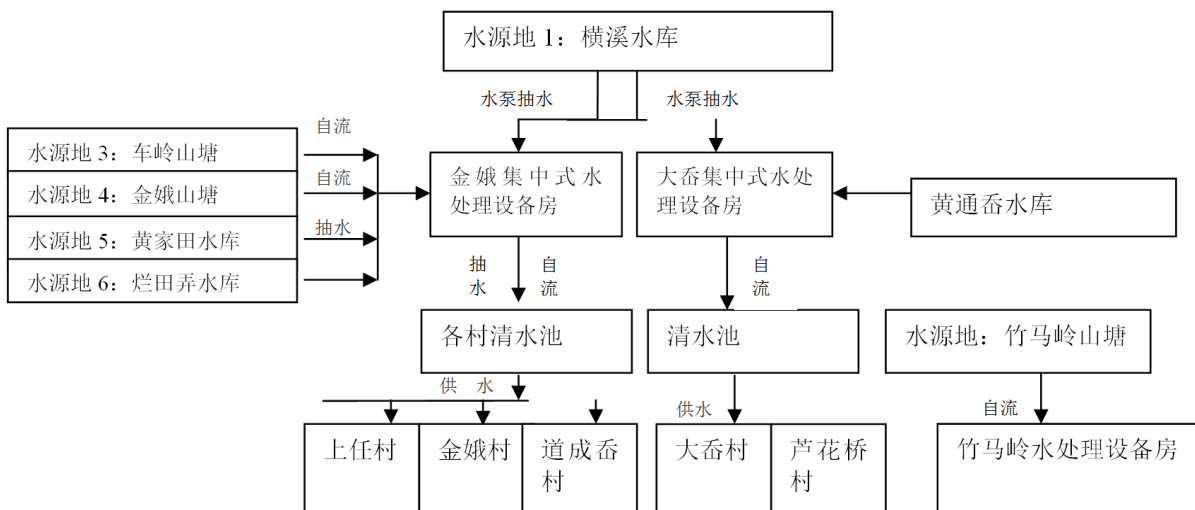 水源地 1：横溪水库
水泵抽水
水泵抽水
自流
水源地 3：车岭山塘
自流
水源地 4：金娥山塘
抽水
水源地 5：黄家田水库
水源地 6：烂田弄水库
金娥集中式水
处理设备房
大岙集中式水处
理设备房
黄通岙水库
抽
水
自
流
自
流
各村清水池
清水池
水源地：竹马岭山塘
供 水
供水
自流
上任村
金娥村
道成岙
村
大岙村
芦花桥
村
竹马岭水处理设备房